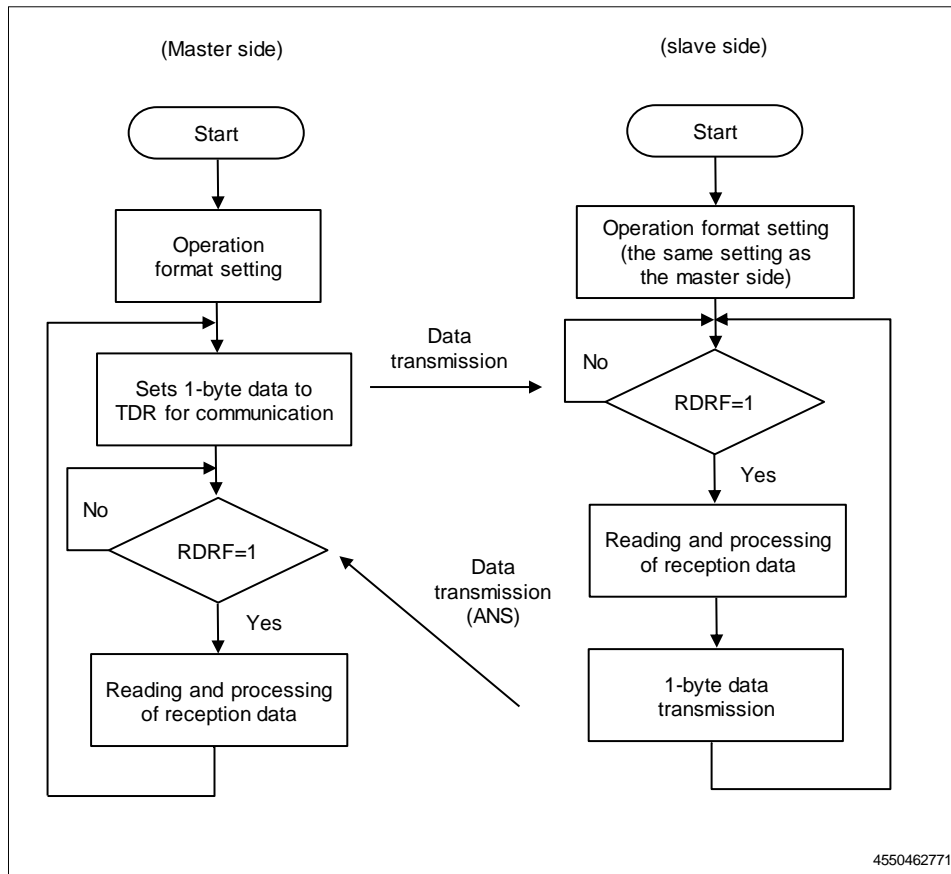 (Master side)
Start
Operation
format setting
Sets 1-byte data to
TDR for communication
No
RDRF=1
Yes
Reading and processing
of reception data
Data
transmission
Data
transmission
(ANS)
(slave side)
Start
Operation format setting
(the same setting as
the master side)
No
RDRF=1
Yes
Reading and processing
of reception data
1-byte data
transmission
4550462771